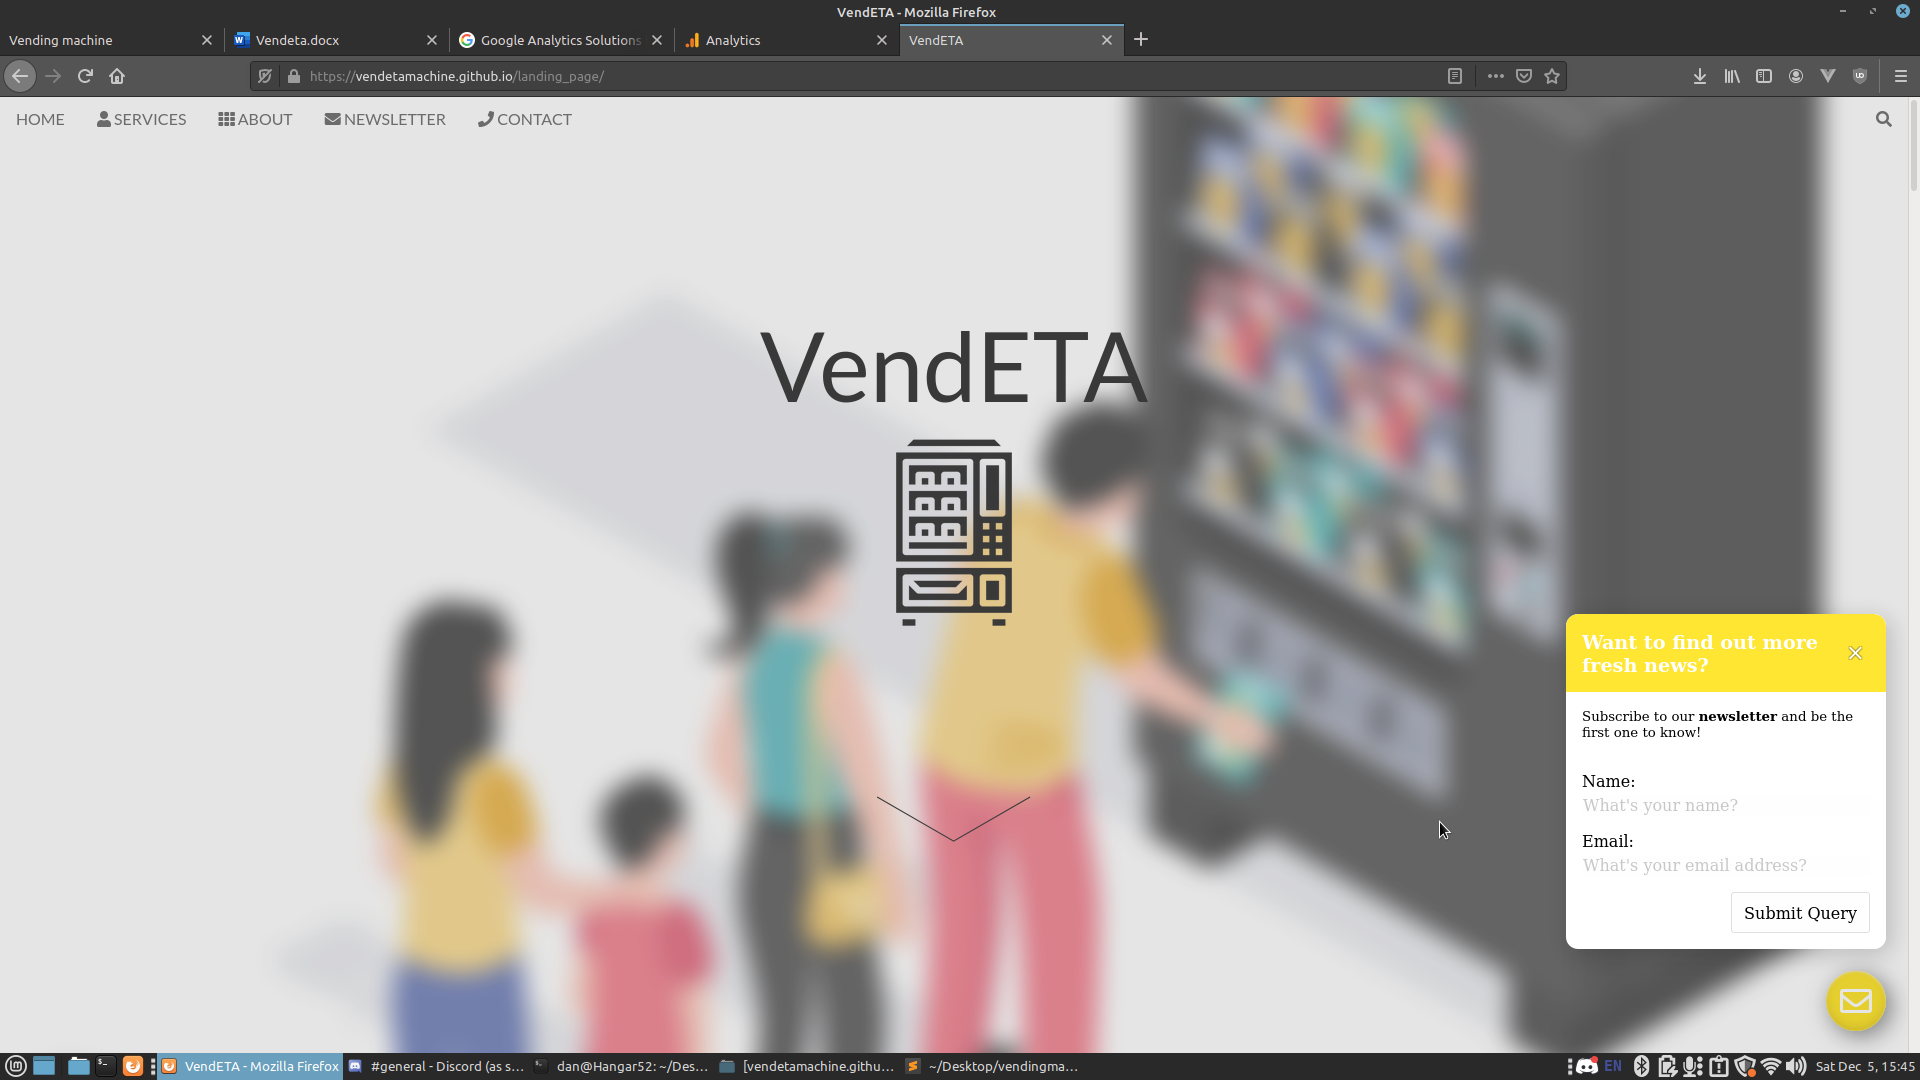 VendETA - Mozilla Firefox
Vending machine
Vendeta.docx
Google Analytics Solutions
Analytics
VendETA
https://vendetamachine.github.io/landing_page/
HOME
SERVICES
ABOUT
NEWSLETTER
CONTACT
VendETA
Want to find out more
fresh news?
Subscribe to our newsletter and be the
first one to know!
Name:
What's your name?
Email:
What's your email address?
Submit Query
VendETA - Mozilla Firefox
#general - Discord (as s...
dan@Hangar52: ~/Des...
[vendetamachine.githu...
~/Desktop/vendingma...
EN
Sat Dec 5, 15:45